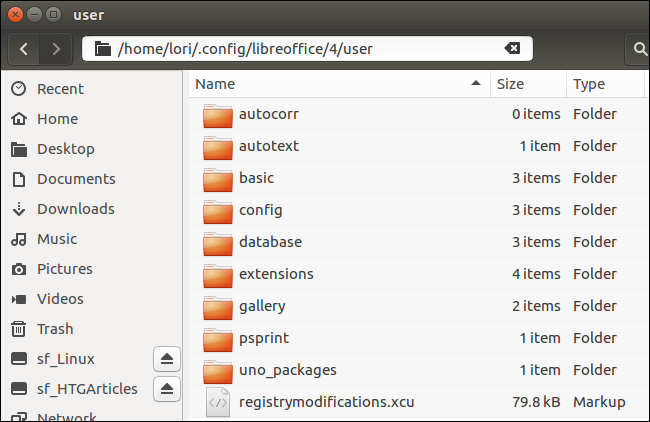 user
/home/lori/.config/libreoffice/4/user
Name Size Type
Recent
Home
Desktop
Documents
Downloads
Music
Pictures
Videos
Trash
sf_Linux
sf_HTGArticles
Network
autocorr 0 items Folder
autotext 1 item Folder
basic 3 items Folder
config 3 items Folder
database 3 items Folder
extensions 4 items Folder
gallery 2 items Folder
psprint 1 item Folder
uno_packages 1 item Folder
registrymodifications.xcu 79.8 kB Markup